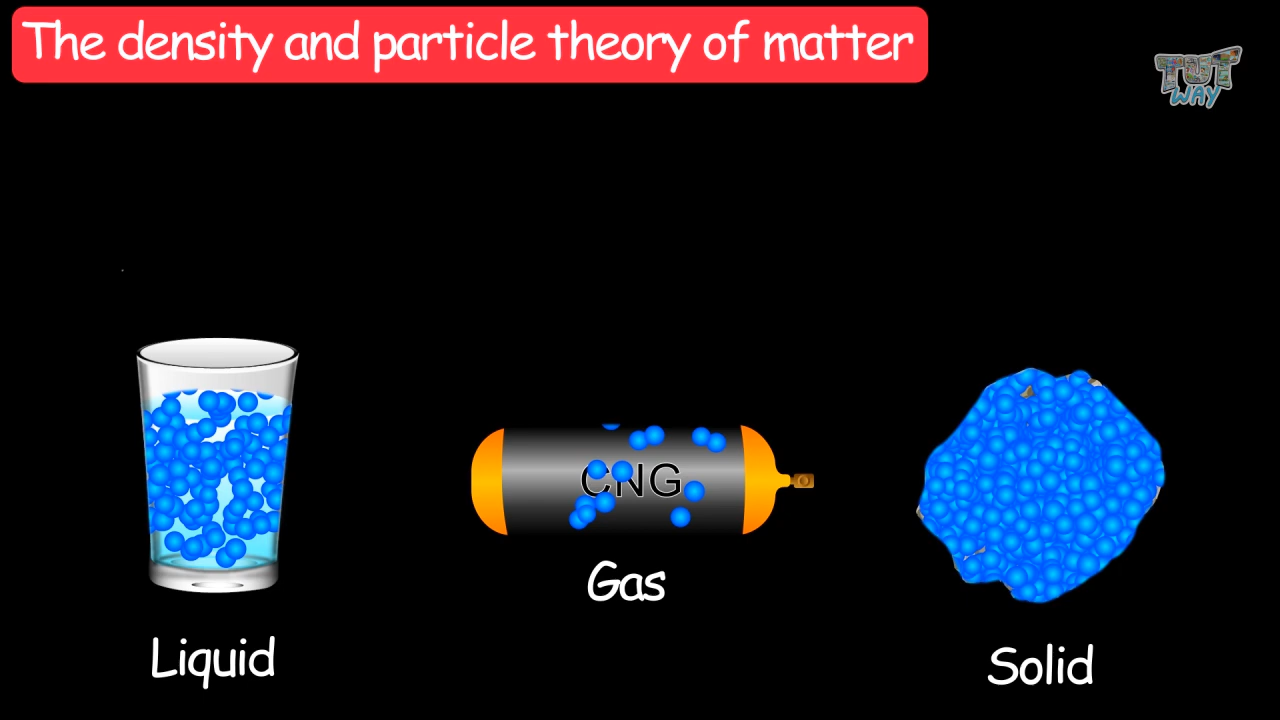 The density and particle theory of matter
TUT
WAY
CNG
Gas
Liquid
Solid